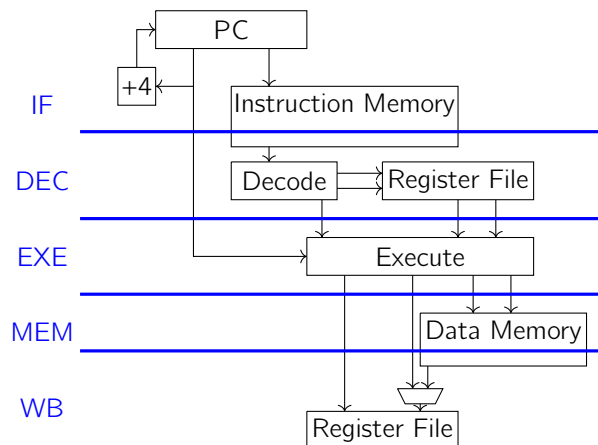 PC
+4
IF
Instruction Memory
DEC
Decode
Register File
EXE
Execute
MEM
Data Memory
WB
Register File